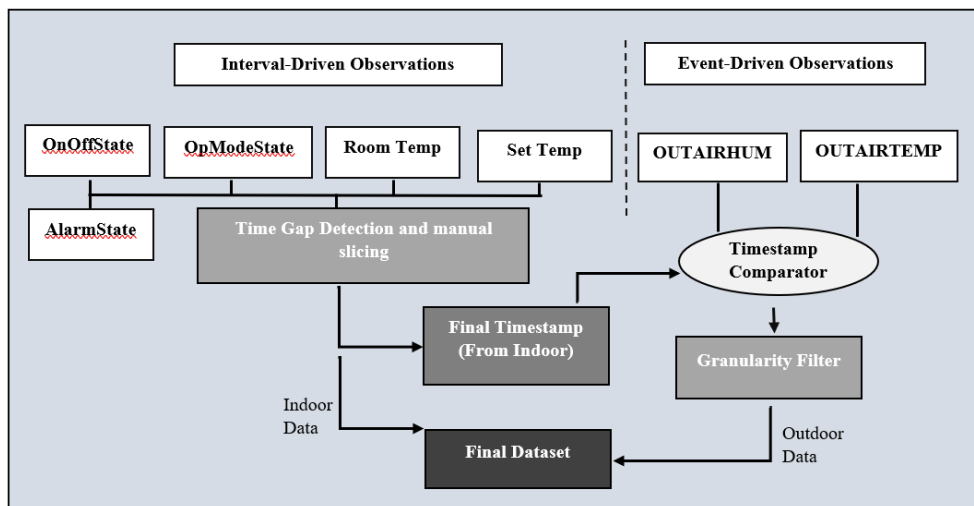 Interval-Driven Observations
Event-Driven Observations
OnOffState
OpModeState
Room Temp
Set Temp
OUTAIRHUM
OUTAIRTEMP
AlarmState
Time Gap Detection and manual
slicing
Timestamp
Comparator
Final Timestamp
(From Indoor)
Granularity Filter
Indoor
Data
Final Dataset
Outdoor
Data